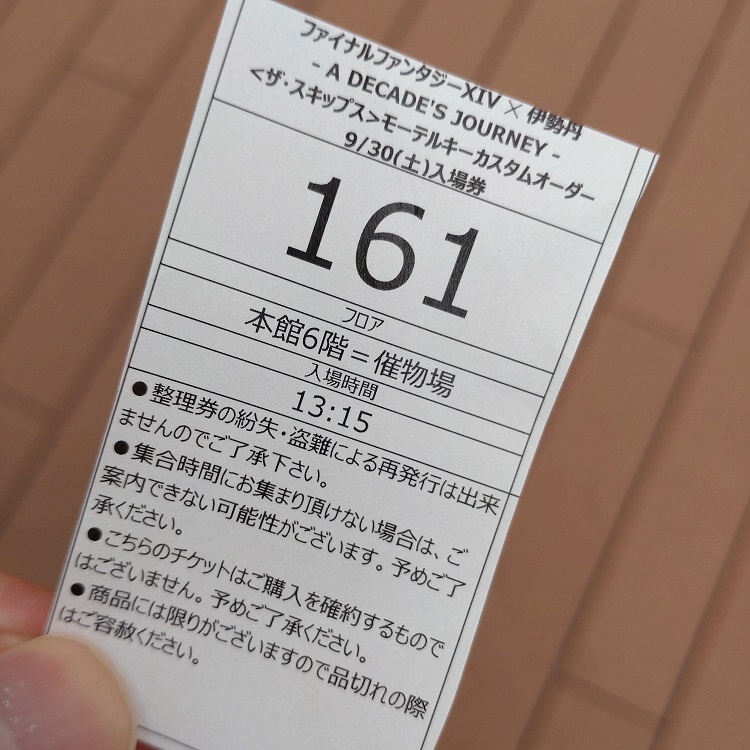 ファイナルファンタジーXIV × 伊勢丹
- A DECADE'S JOURNEY -
<ザ・スキップス>モーテルキーカスタムオーダー
9/30(土)入場券
161
フロア
本館6階＝催物場
入場時間
13:15
●整理券の紛失・盗難による再発行は出来
ませんのでご了承下さい。
●集合時間にお集まり頂けない場合は、ご
案内できない可能性がございます。予めご了
承ください。
●こちらのチケットはご購入を確約するもので
はございません。予めご了承ください。
●商品には限りがございますので品切れの際
はご容赦ください。